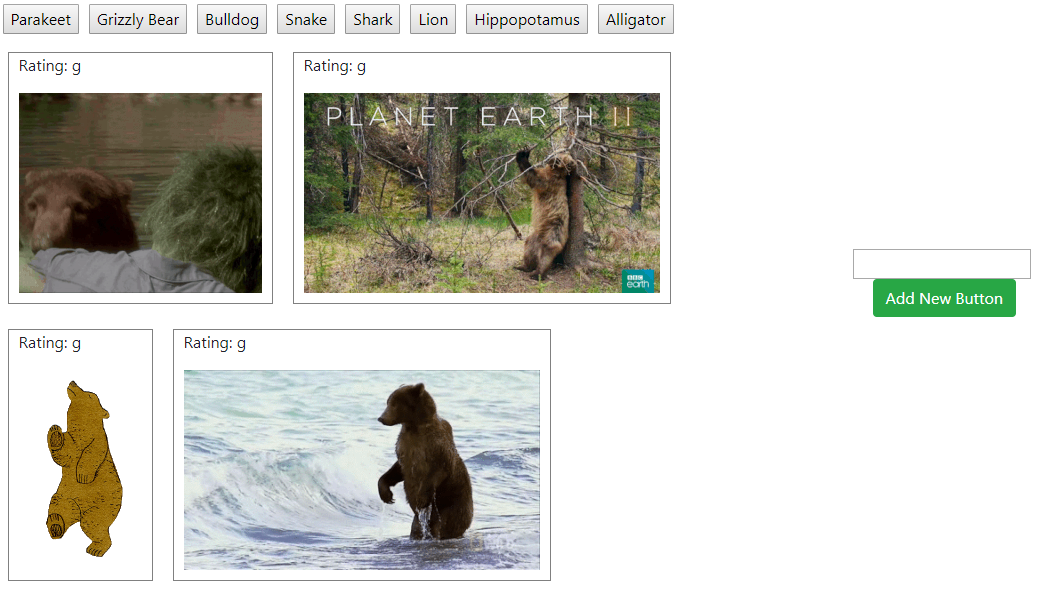 Parakeet Grizzly Bear Bulldog Snake Shark Lion Hippopotamus Alligator
Rating: g
Rating: g
PLANET EARTH II
BBC
earth
Add New Button
Rating: g
Rating: g